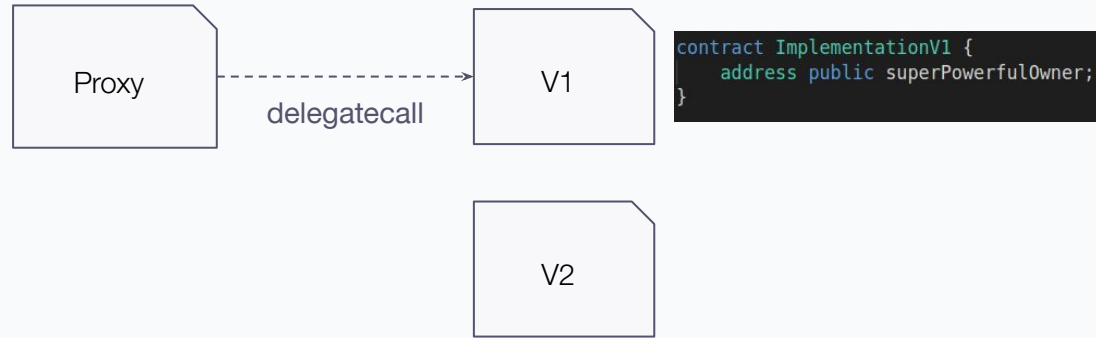 Proxy
delegatecall
V1
contract ImplementationV1 {
    address public superPowerfulOwner;
}
V2